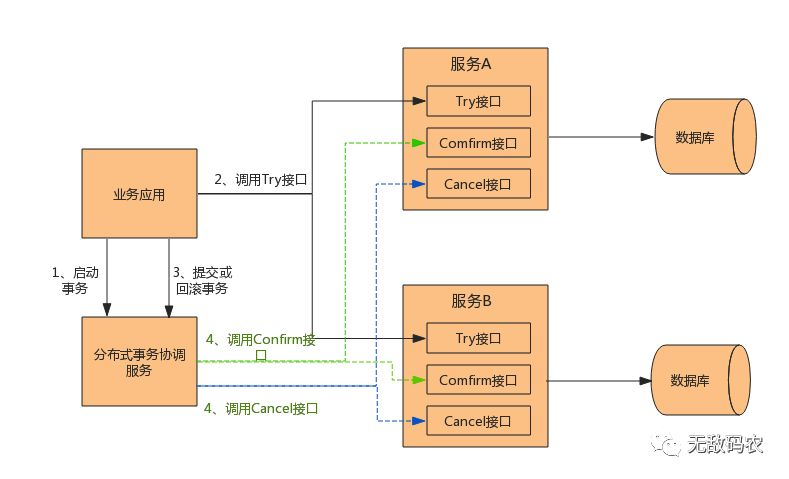 服务A
Try接口
Comfirm接口
Cancel接口
数据库
业务应用
2、调用Try接口
1、启动
事务
3、提交或
回滚事务
服务B
Try接口
Comfirm接口
Cancel接口
数据库
分布式事务协调
服务
4、调用Confirm接
口
4、调用Cancel接口
无敌码农